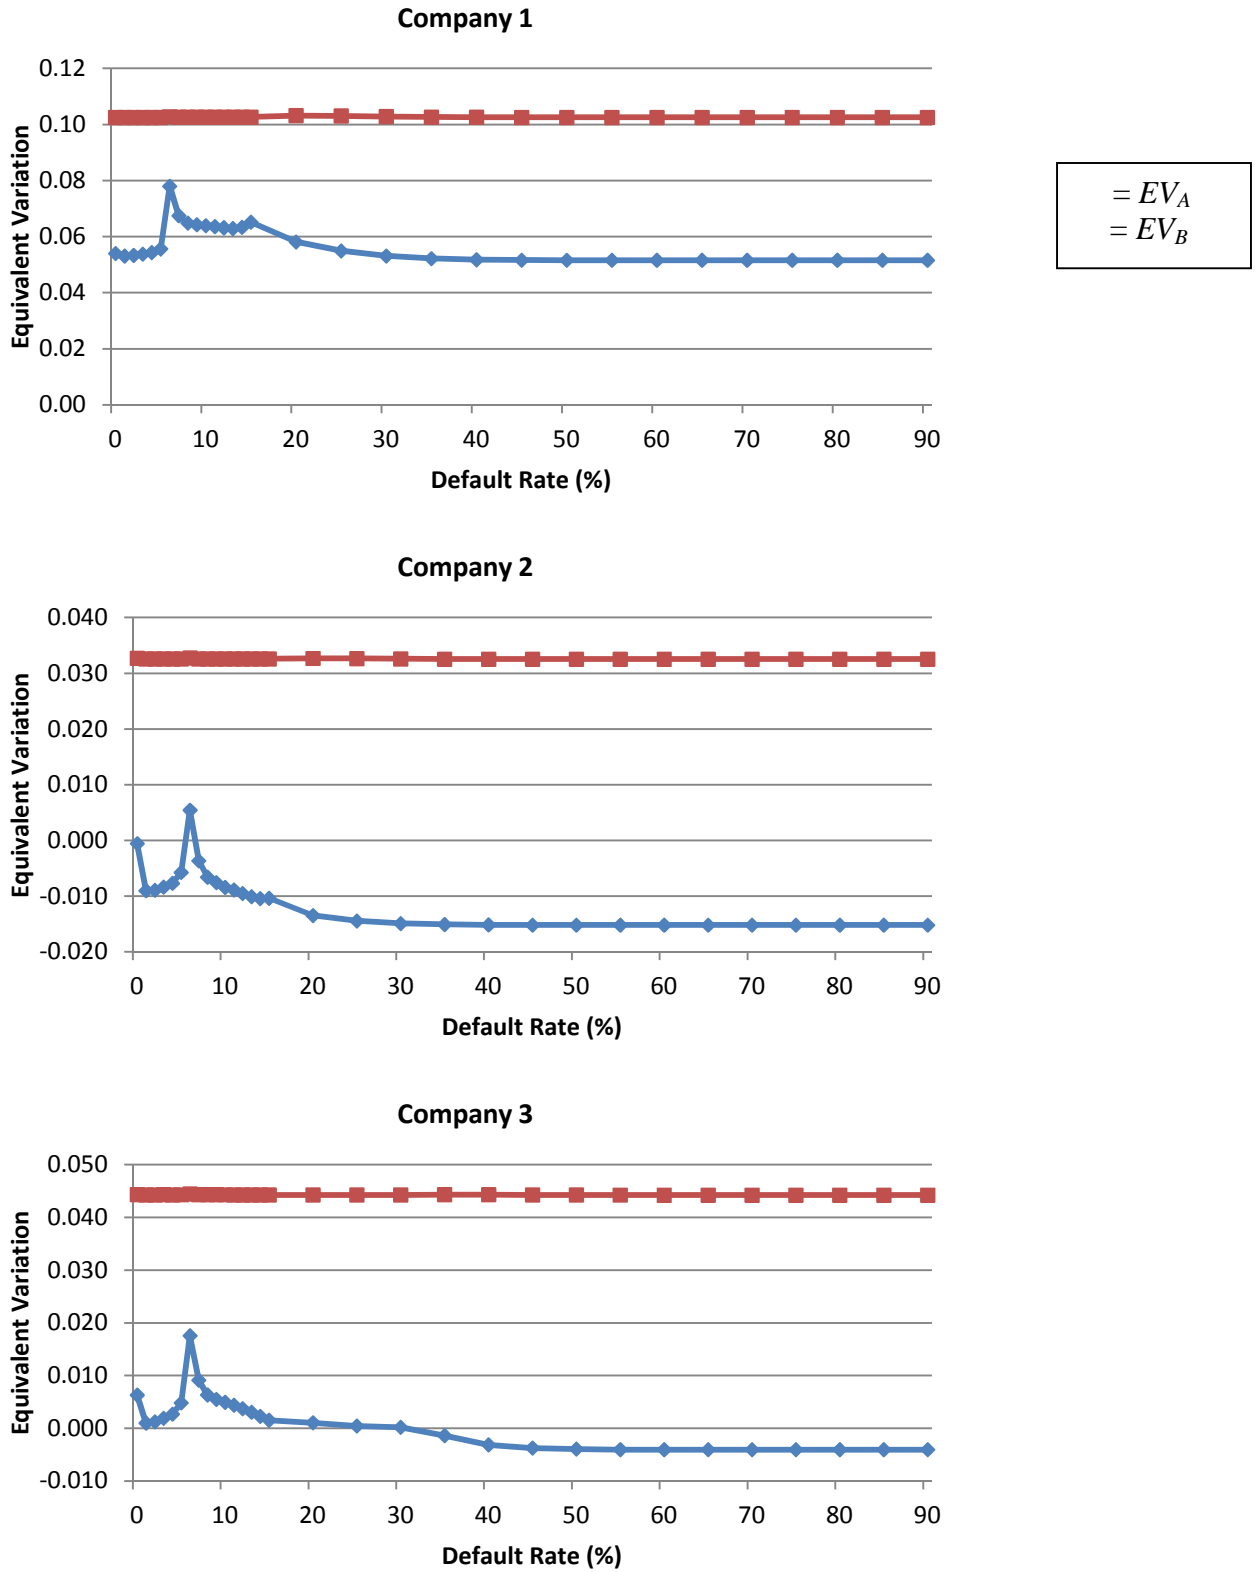 Company 1
0.12
0.10
0.08
0.06
0.04
0.02
0.00
Equivalent Variation
0 10 20 30 40 50 60 70 80 90
Default Rate (%)
= EV_A
= EV_B
Company 2
0.040
0.030
0.020
0.010
0.000
-0.010
-0.020
Equivalent Variation
0 10 20 30 40 50 60 70 80 90
Default Rate (%)
Company 3
0.050
0.040
0.030
0.020
0.010
0.000
-0.010
Equivalent Variation
0 10 20 30 40 50 60 70 80 90
Default Rate (%)